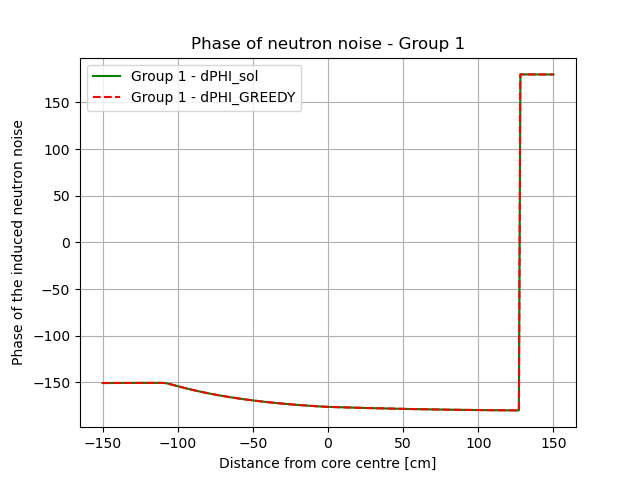 Phase of neutron noise - Group 1
Group 1 - dPHI_sol
Group 1 - dPHI_GREEDY
Phase of the induced neutron noise
150
100
50
0
−50
−100
−150
−150
−100
−50
0
50
100
150
Distance from core centre [cm]